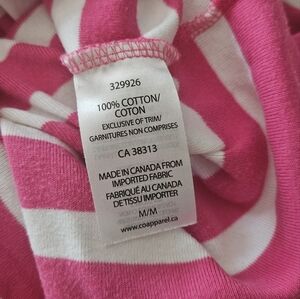 329926
100% COTTON/
COTON
EXCLUSIVE OF TRIM/
GARNITURES NON COMPRISES
CA 38313
MADE IN CANADA FROM
IMPORTED FABRIC
FABRIQUÉ AU CANADA
DE TISSU IMPORTER
M/M
www.coapparel.ca